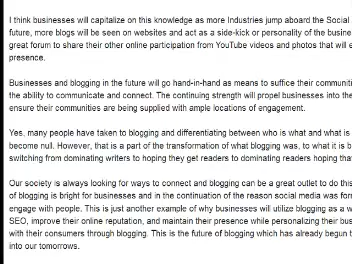 I think businesses will capitalize on this knowledge as more Industries jump aboard the Social
future, more blogs will be seen on websites and act as a side-kick or personality of the busine
great forum to share their other online participation from YouTube videos and photos that will e
presence.
Businesses and blogging in the future will go hand-in-hand as means to suffice their communiti
the ability to communicate and connect. The continuing strength will propel businesses into the
ensure their communities are being supplied with ample locations of engagement.
Yes, many people have taken to blogging and differentiating between who is what and what is
become null. However, that is a part of the transformation of what blogging was, to what it is b
switching from dominating writers to hoping they get readers to dominating readers hoping tha
Our society is always looking for ways to connect and blogging can be a great outlet to do this
of blogging is bright for businesses and in the continuation of the reason social media was for
engage with people. This is just another example of why businesses will utilize blogging as a w
SEO, improve their online reputation, and maintain their presence while personalizing their bus
with their consumers through blogging. This is the future of blogging which has already begun t
into our tomorrows.